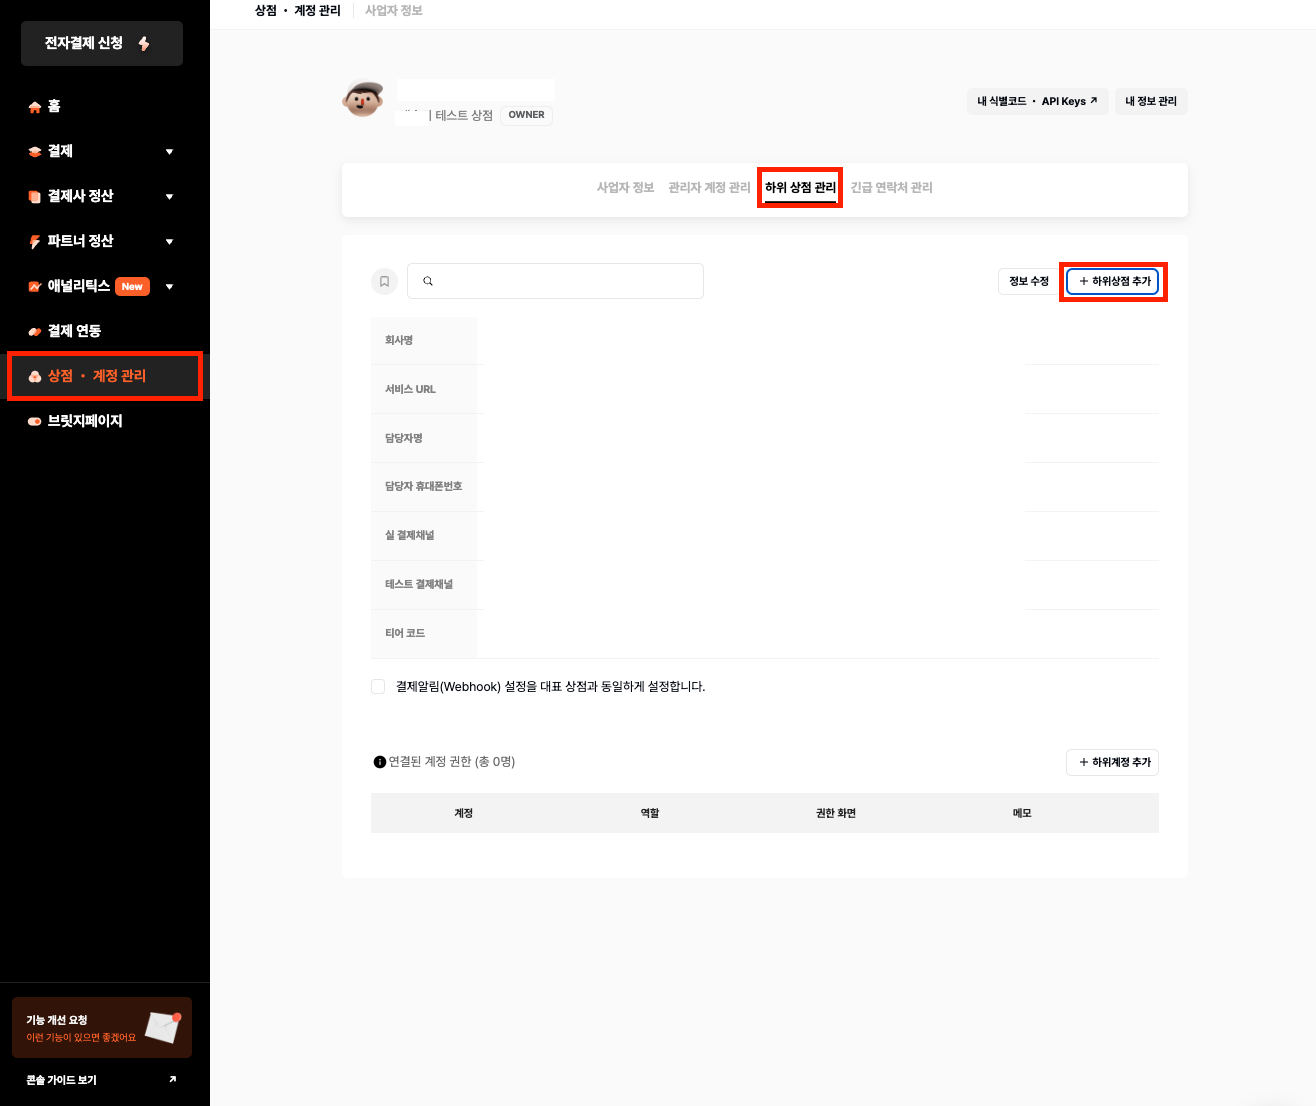 전자결제 신청
홈
결제
결제사 정산
파트너 정산
애널리틱스 New
결제 연동
상점 · 계정 관리
브릿지페이지
기능 개선 요청
이런 기능이 있으면 좋겠어요
콘솔 가이드 보기
상점 · 계정 관리 사업자 정보
| 테스트 상점 OWNER
내 식별코드 · API Keys 내 정보 관리
사업자 정보 관리자 계정 관리 하위 상점 관리 긴급 연락처 관리
정보 수정 + 하위상점 추가
회사명
서비스 URL
담당자명
담당자 휴대폰번호
실 결제채널
테스트 결제채널
티어 코드
결제알림(Webhook) 설정을 대표 상점과 동일하게 설정합니다.
연결된 계정 권한 (총 0명) + 하위계정 추가
계정 역할 권한 화면 메모